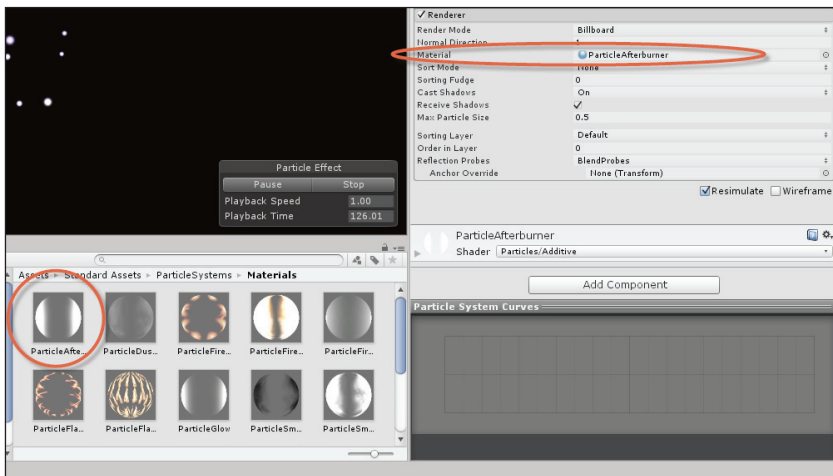 Particle Effect
Pause Stop
Playback Speed 1.00
Playback Time 126.01
Assets Standard Assets ParticleSystems Materials
ParticleAfte... ParticleDus... ParticleFire... ParticleFire... ParticleFir...
ParticleFla... ParticleFla... ParticleGlow ParticleSm... ParticleSm...
Renderer
Render Mode Billboard
Normal Direction 1
Material ParticleAfterburner
Sort Mode None
Sorting Fudge 0
Cast Shadows On
Receive Shadows
Max Particle Size 0.5
Sorting Layer Default
Order in Layer 0
Reflection Probes BlendProbes
Anchor Override None (Transform)
Resimulate Wireframe
ParticleAfterburner
Shader Particles/Additive
Add Component
Particle System Curves